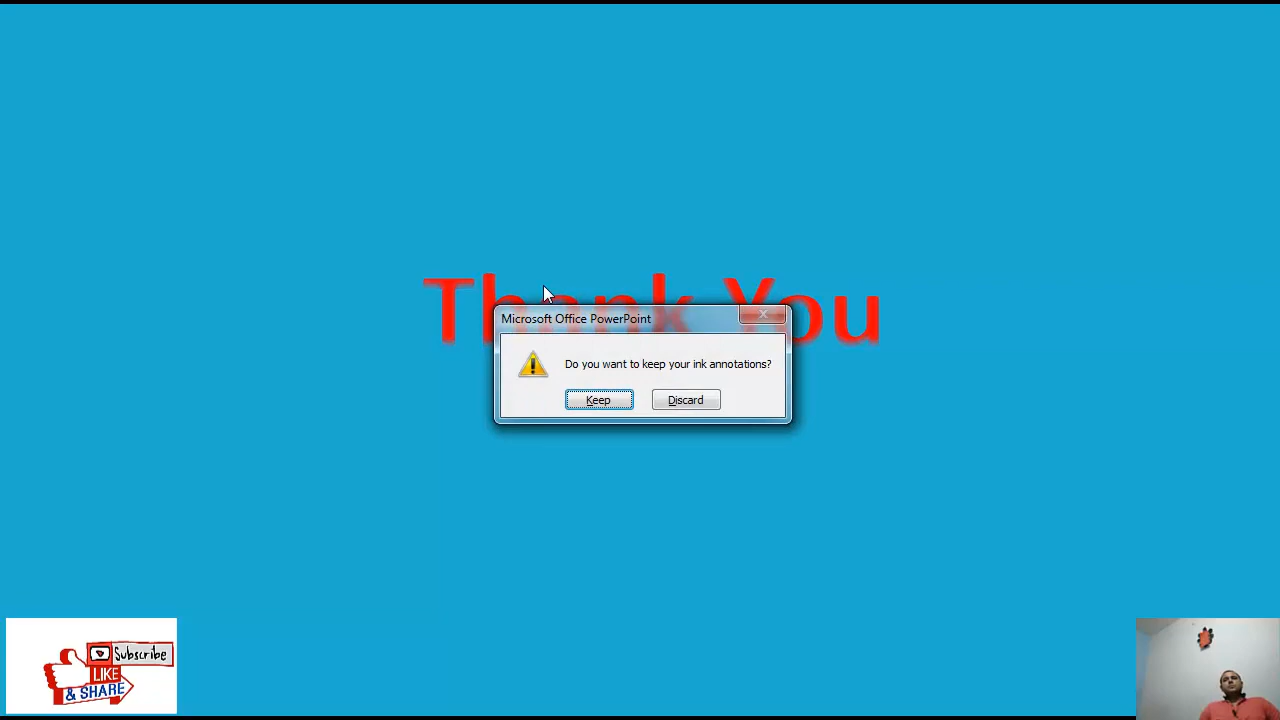 Thank You
Microsoft Office PowerPoint
Do you want to keep your ink annotations?
Keep
Discard
Subscribe
LIKE
& SHARE